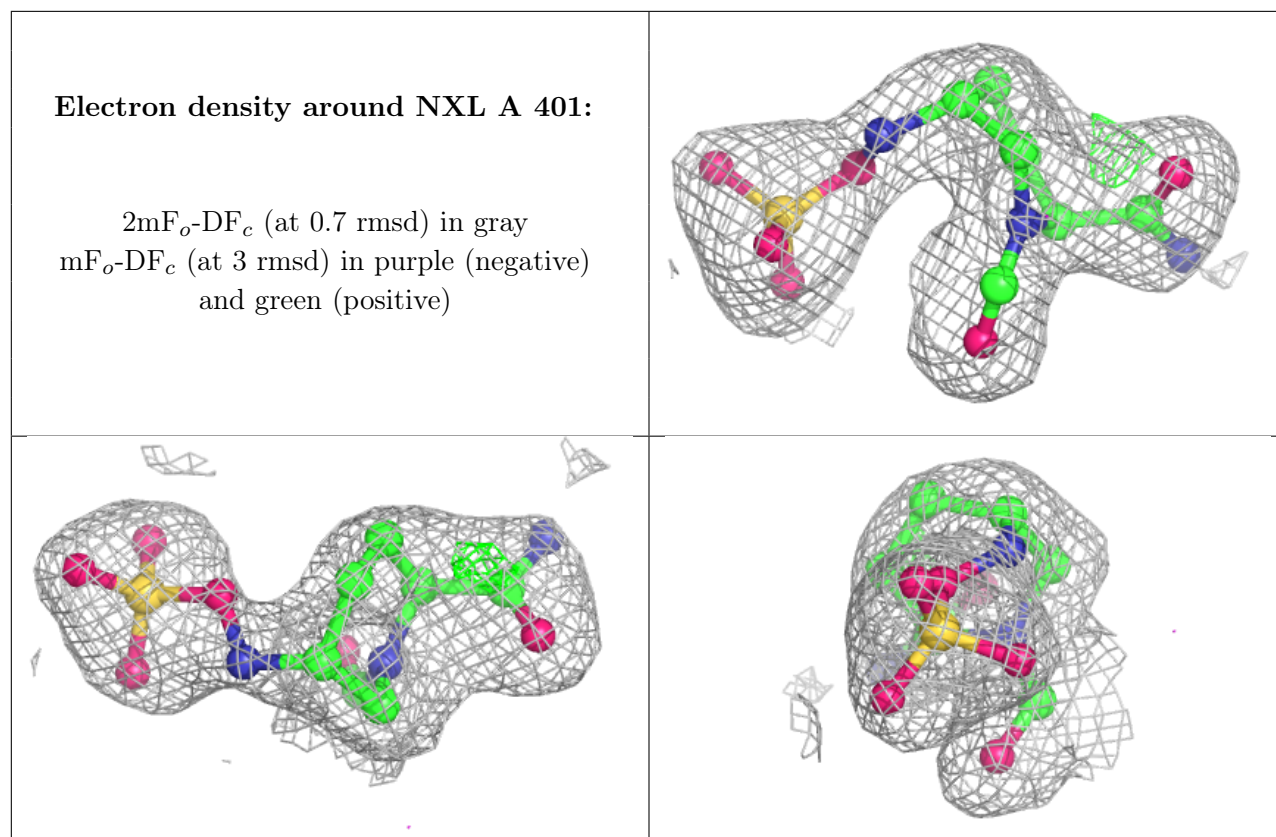 Electron density around NXL A 401:
2mFo-DFc (at 0.7 rmsd) in gray
mFo-DFc (at 3 rmsd) in purple (negative)
and green (positive)